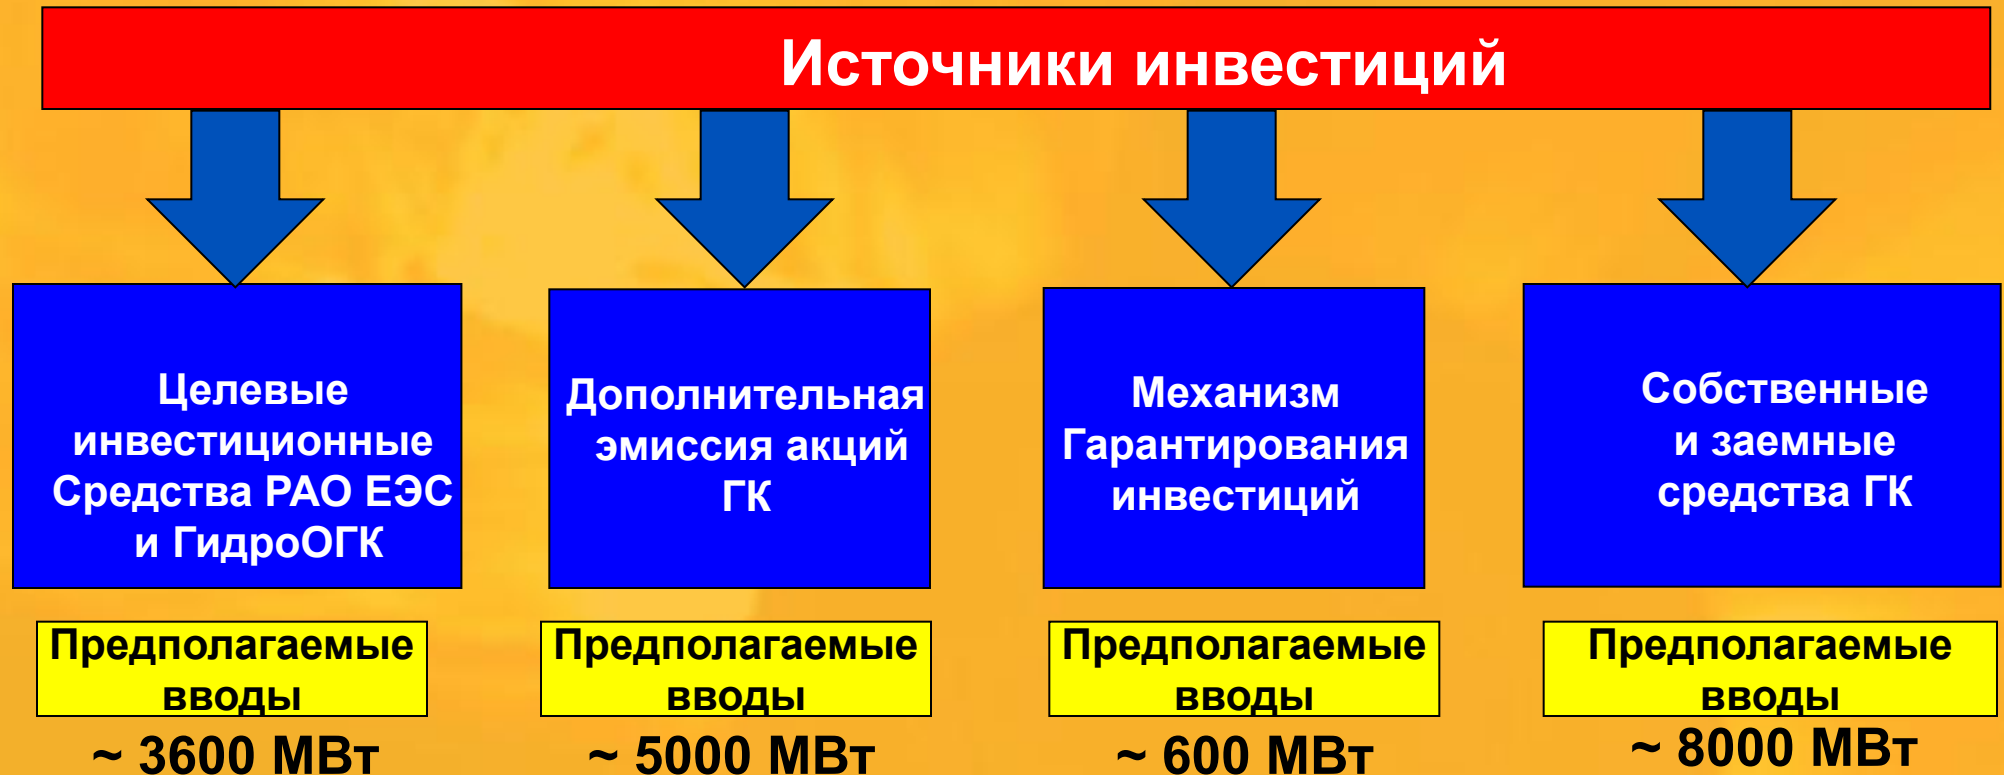 Источники инвестиций
Целевые
инвестиционные
Средства РАО ЕЭС
и ГидроОГК
Дополнительная
эмиссия акций
ГК
Механизм
Гарантирования
инвестиций
Собственные
и заемные
средства ГК
Предполагаемые
вводы
~ 3600 МВт
Предполагаемые
вводы
~ 5000 МВт
Предполагаемые
вводы
~ 600 МВт
Предполагаемые
вводы
~ 8000 МВт